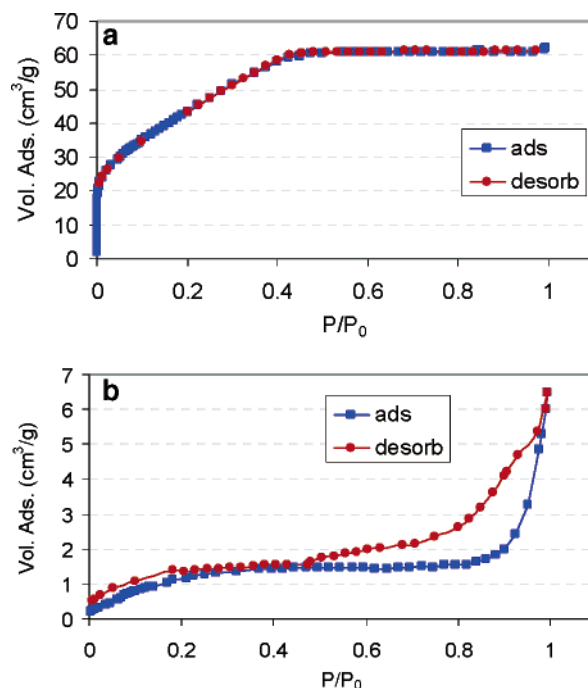 a
Vol. Ads. (cm³/g)
70
60
50
40
30
20
10
0
ads
desorb
0 0.2 0.4 0.6 0.8 1
P/P₀
b
Vol. Ads. (cm³/g)
7
6
5
4
3
2
1
0
ads
desorb
0 0.2 0.4 0.6 0.8 1
P/P₀